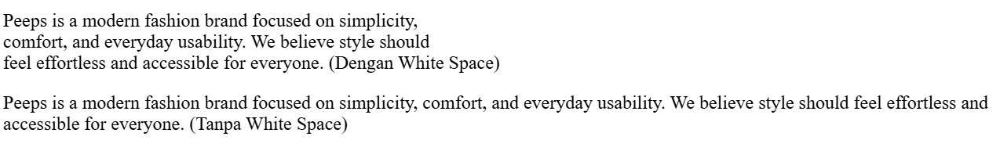 Peeps is a modern fashion brand focused on simplicity,
comfort, and everyday usability. We believe style should
feel effortless and accessible for everyone. (Dengan White Space)
Peeps is a modern fashion brand focused on simplicity, comfort, and everyday usability. We believe style should feel effortless and
accessible for everyone. (Tanpa White Space)